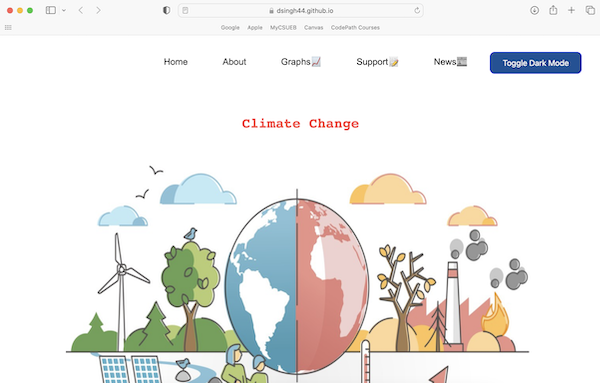 dsingh44.github.io
Google Apple MyCSUEB Canvas CodePath Courses
Home About Graphs📈 Support📝 News📰 Toggle Dark Mode
Climate Change